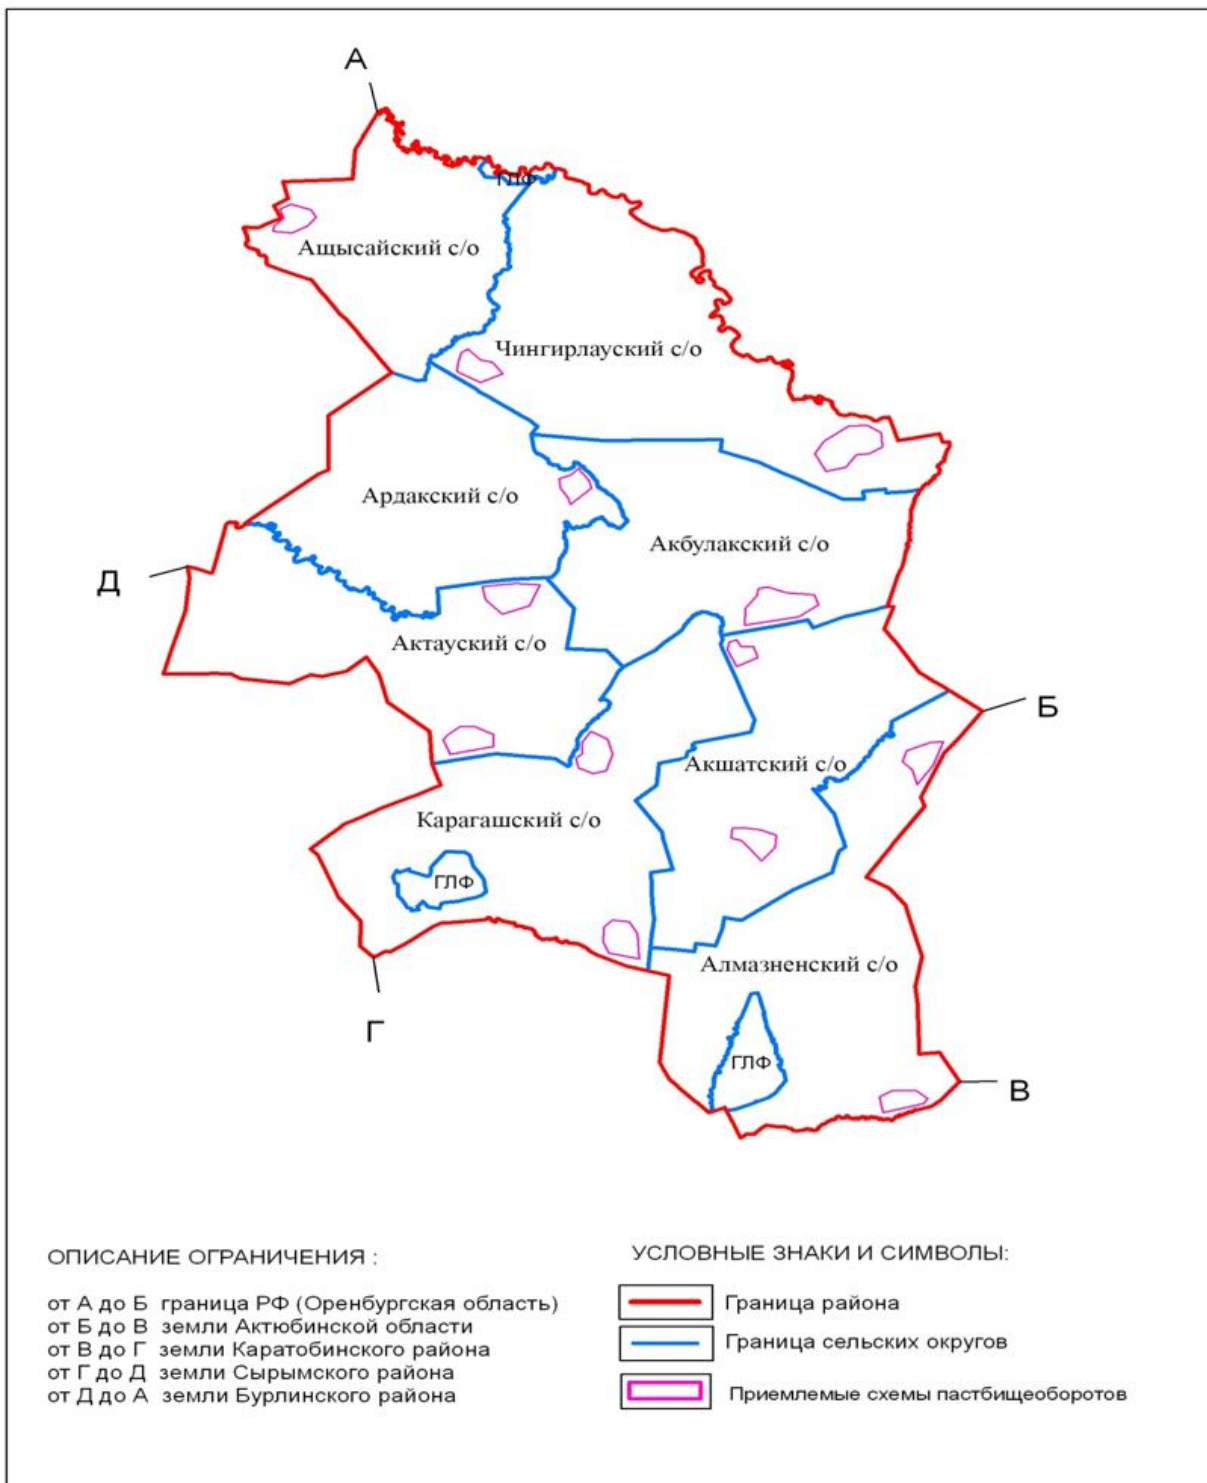 А
ГЛФ
Ащысайский с/о
Чингирлауский с/о
Ардакский с/о
Акбулакский с/о
Д
Актауский с/о
Б
Акшатский с/о
Карагашский с/о
ГЛФ
Алмазненский с/о
Г
ГЛФ
В
ОПИСАНИЕ ОГРАНИЧЕНИЯ :
от А до Б граница РФ (Оренбургская область)
от Б до В земли Актюбинской области
от В до Г земли Каратобинского района
от Г до Д земли Сырымского района
от Д до А земли Бурлинского района
УСЛОВНЫЕ ЗНАКИ И СИМВОЛЫ:
Граница района
Граница сельских округов
Приемлемые схемы пастбищеоборотов